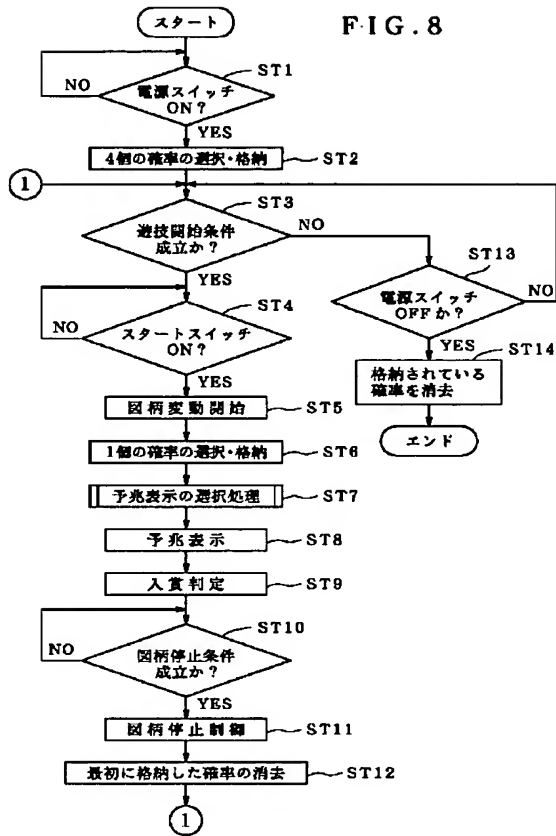 FIG.8
スタート
ST1
電源スイッチ
ON？
NO
YES
4個の確率の選択・格納
ST2
1
ST3
遊技開始条件
成立か？
NO
YES
ST4
スタートスイッチ
ON？
NO
YES
ST13
電源スイッチ
OFFか？
NO
YES
ST14
格納されている
確率を消去
エンド
図柄変動開始
ST5
1個の確率の選択・格納
ST6
予兆表示の選択処理
ST7
予兆表示
ST8
入賞判定
ST9
ST10
図柄停止条件
成立か？
NO
YES
図柄停止制御
ST11
最初に格納した確率の消去
ST12
1